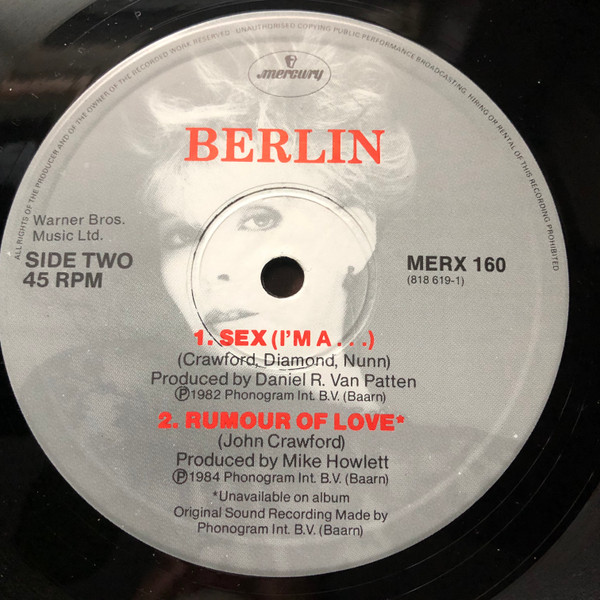 ALL RIGHTS OF THE PRODUCER AND OF THE OWNER OF THE RECORDED WORK RESERVED UNAUTHORISED COPYING PUBLIC PERFORMANCE BROADCASTING, HIRING OR RENTAL OF THIS RECORDING PROHIBITED
mercury
BERLIN
Warner Bros.
Music Ltd.
SIDE TWO
45 RPM
MERX 160
(818 619-1)
1. SEX (I'M A . . .)
(Crawford, Diamond, Nunn)
Produced by Daniel R. Van Patten
Ⓟ1982 Phonogram Int. B.V. (Baarn)
2. RUMOUR OF LOVE*
(John Crawford)
Produced by Mike Howlett
Ⓟ1984 Phonogram Int. B.V. (Baarn)
*Unavailable on album
Original Sound Recording Made by
Phonogram Int. B.V. (Baarn)